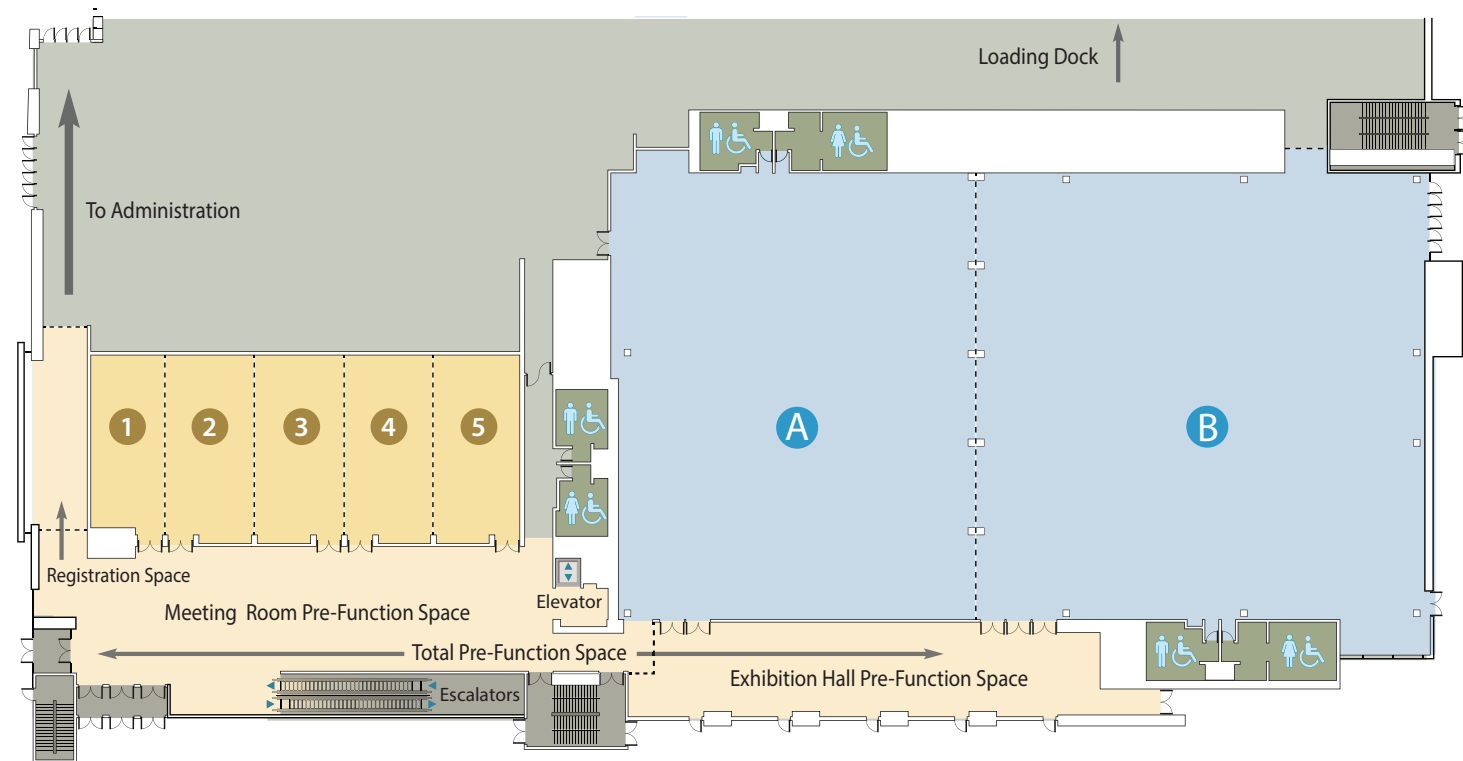 Loading Dock
To Administration
1
2
3
4
5
A
B
Registration Space
Elevator
Meeting Room Pre-Function Space
Total Pre-Function Space
Exhibition Hall Pre-Function Space
Escalators